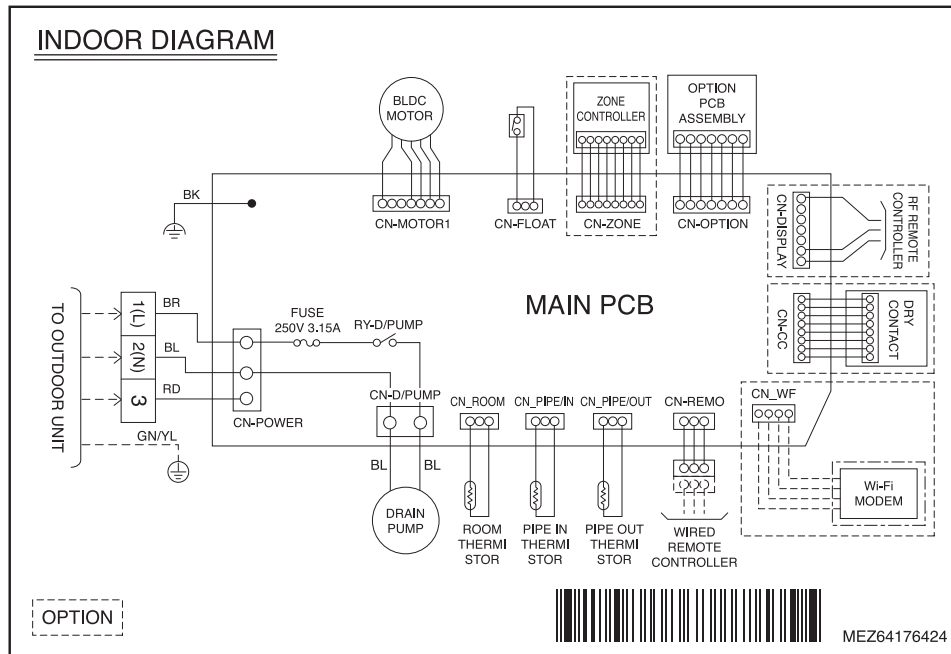 INDOOR DIAGRAM
BLDC
MOTOR
ZONE
CONTROLLER
OPTION
PCB
ASSEMBLY
BK
CN-MOTOR1
CN-FLOAT
CN-ZONE
CN-OPTION
CN-DISPLAY
RF REMOTE
CONTROLLER
TO OUTDOOR UNIT
1(L)
BR
2(N)
BL
3
RD
GN/YL
CN-POWER
FUSE
250V 3.15A
RY-D/PUMP
MAIN PCB
CN-CC
DRY
CONTACT
CN-D/PUMP
CN_ROOM
CN_PIPE/IN
CN_PIPE/OUT
CN-REMO
CN_WF
BL
BL
DRAIN
PUMP
ROOM
THERMI
STOR
PIPE IN
THERMI
STOR
PIPE OUT
THERMI
STOR
WIRED
REMOTE
CONTROLLER
Wi-Fi
MODEM
OPTION
MEZ64176424